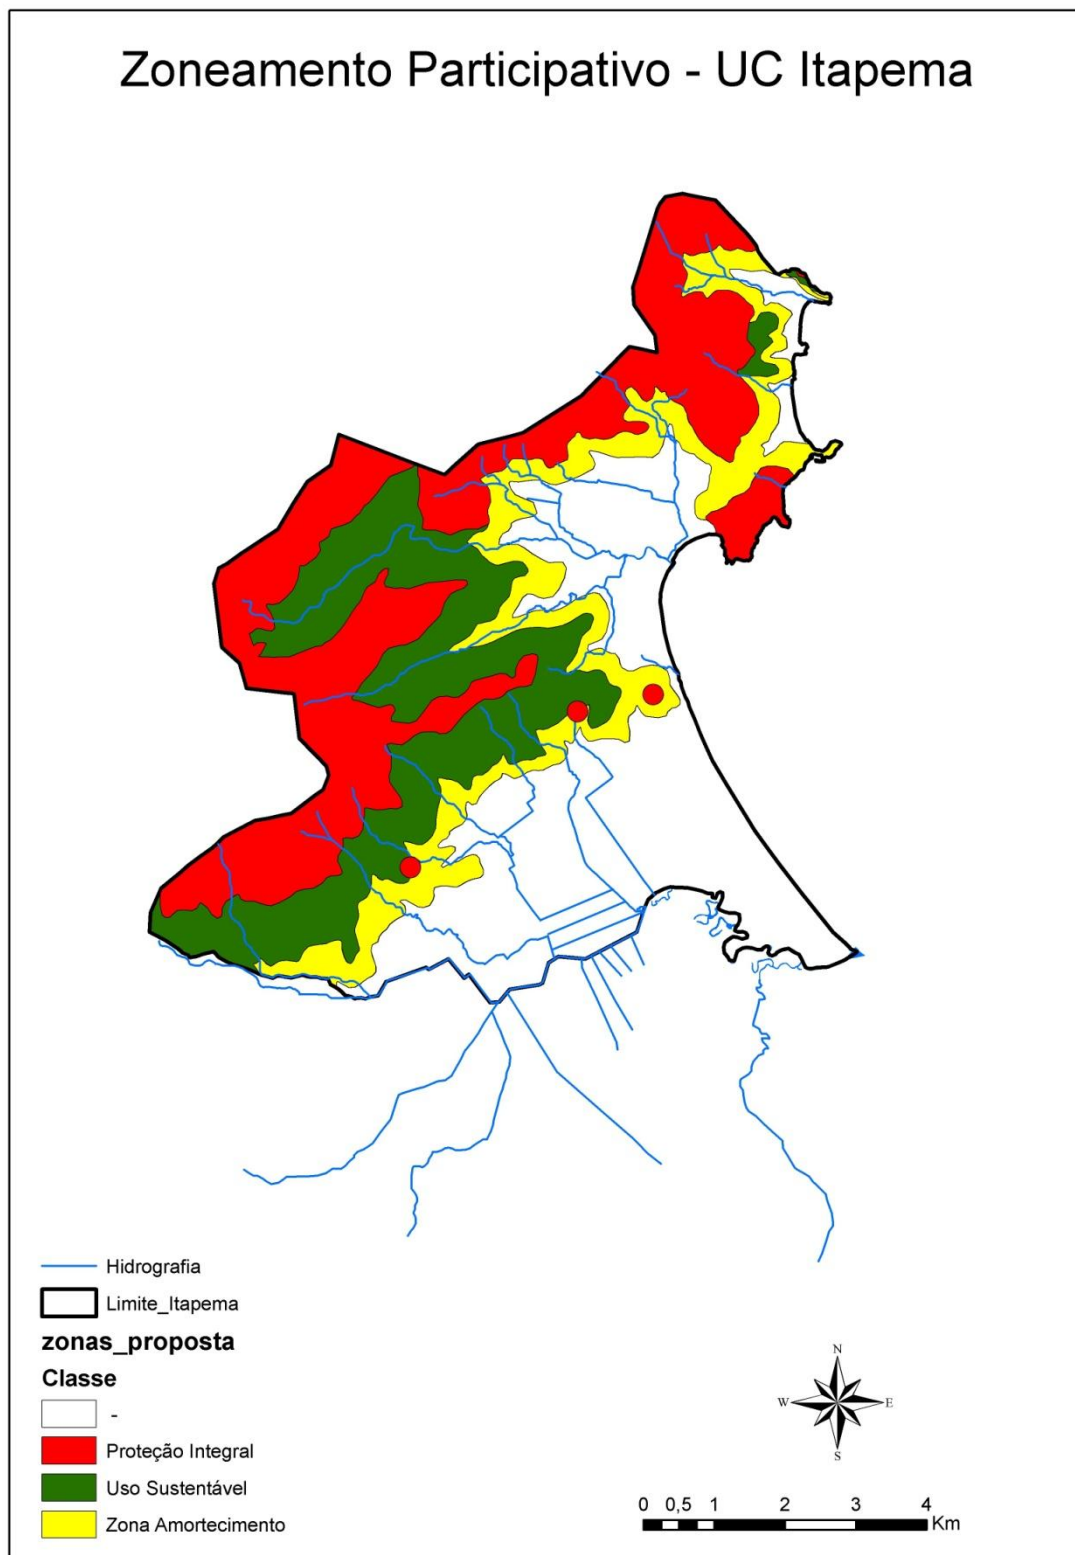 Zoneamento Participativo - UC Itapema
Hidrografia
Limite_Itapema
zonas_proposta
Classe
-
Proteção Integral
Uso Sustentável
Zona Amortecimento
N
W E
S
0 0,5 1 2 3 4
Km